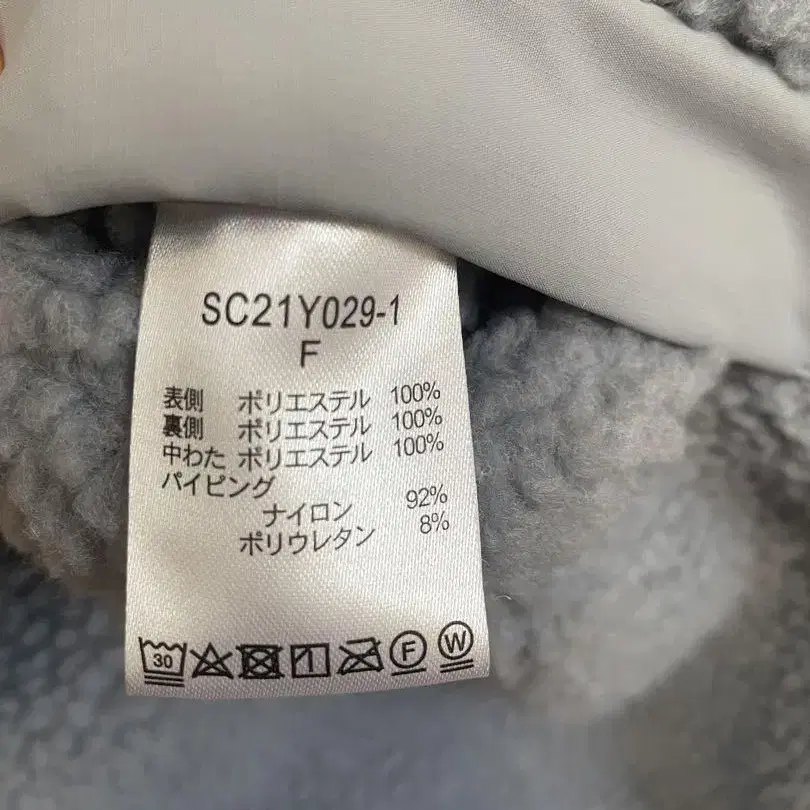 SC21Y029-1
F
表側 ポリエステル 100%
裏側 ポリエステル 100%
中わた ポリエステル 100%
パイピング
ナイロン 92%
ポリウレタン 8%
30 F W